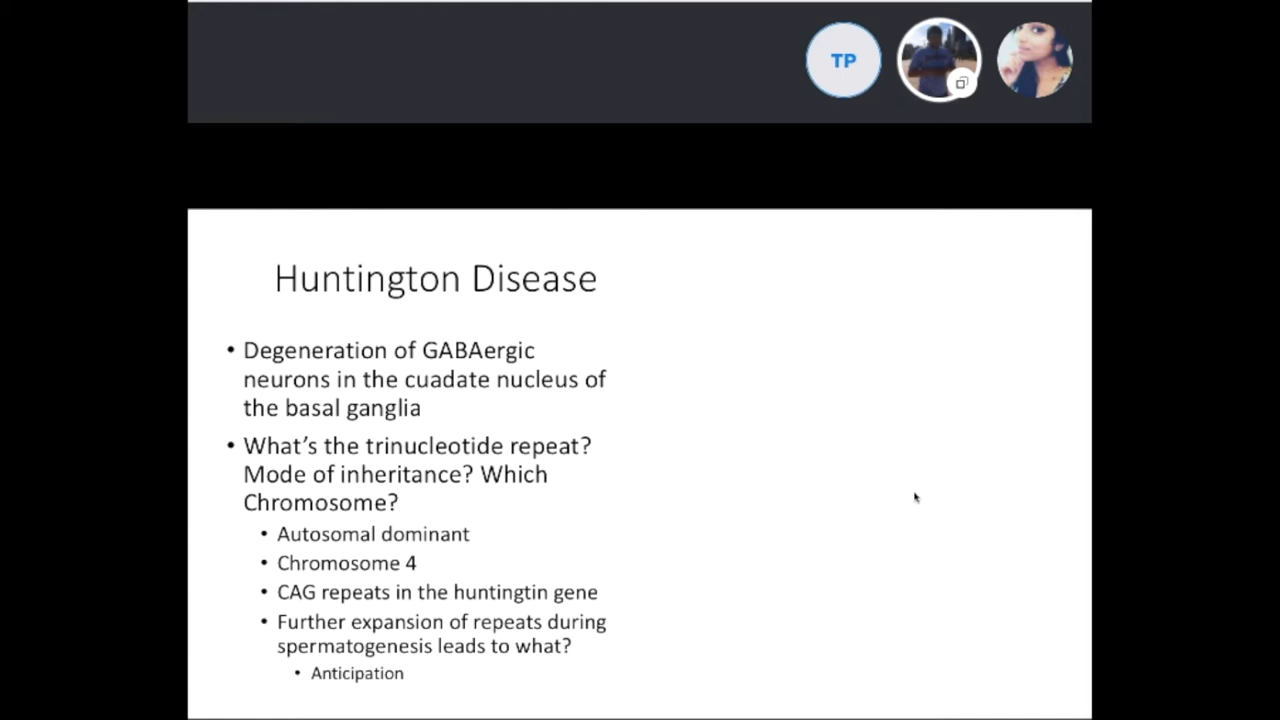 TP
Huntington Disease
• Degeneration of GABAergic
neurons in the cuadate nucleus of
the basal ganglia
• What's the trinucleotide repeat?
Mode of inheritance? Which
Chromosome?
• Autosomal dominant
• Chromosome 4
• CAG repeats in the huntingtin gene
• Further expansion of repeats during
spermatogenesis leads to what?
• Anticipation